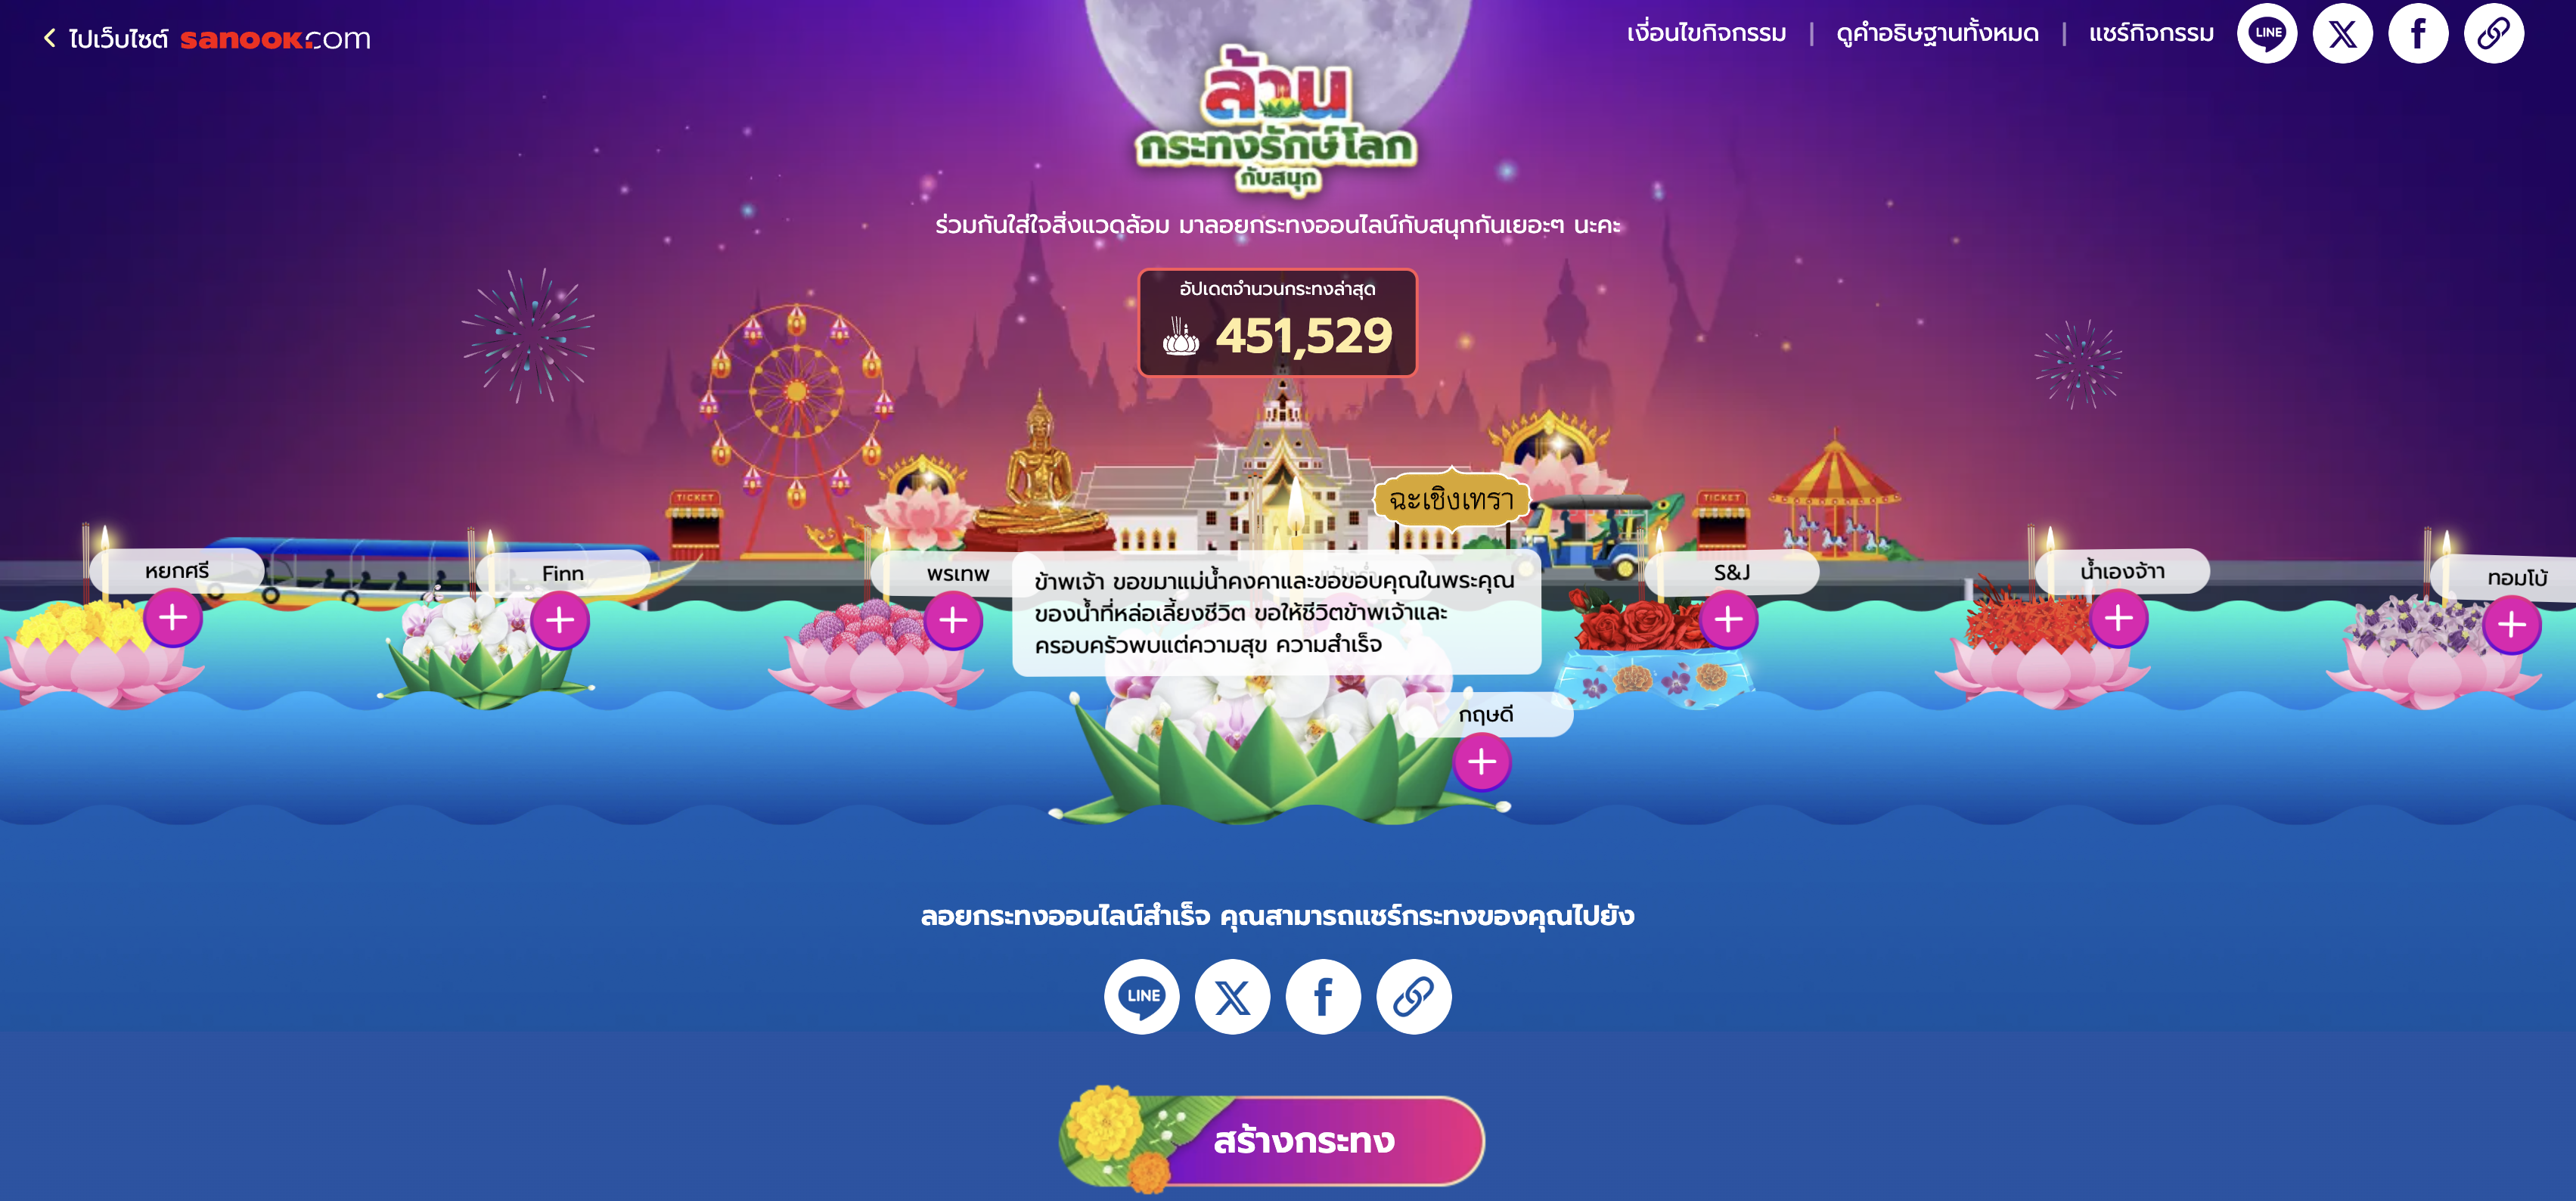 ไปเว็บไซต์ sanook.com
เงื่อนไขกิจกรรม | ดูคำอธิษฐานทั้งหมด | แชร์กิจกรรม
LINE
ล้าน
กระทงรักษ์โลก
กับสนุก
ร่วมกันใส่ใจสิ่งแวดล้อม มาลอยกระทงออนไลน์กับสนุกกันเยอะๆ นะคะ
อัปเดตจำนวนกระทงล่าสุด
451,529
TICKET
TICKET
ฉะเชิงเทรา
หยกศรี
Finn
พรเทพ
ข้าพเจ้า ขอขมาแม่น้ำคงคาและขอขอบคุณในพระคุณ
ของน้ำที่หล่อเลี้ยงชีวิต ขอให้ชีวิตข้าพเจ้าและ
ครอบครัวพบแต่ความสุข ความสำเร็จ
S&J
น้ำเองจ้าา
ทอมโบ้
กฤษดี
ลอยกระทงออนไลน์สำเร็จ คุณสามารถแชร์กระทงของคุณไปยัง
LINE
สร้างกระทง